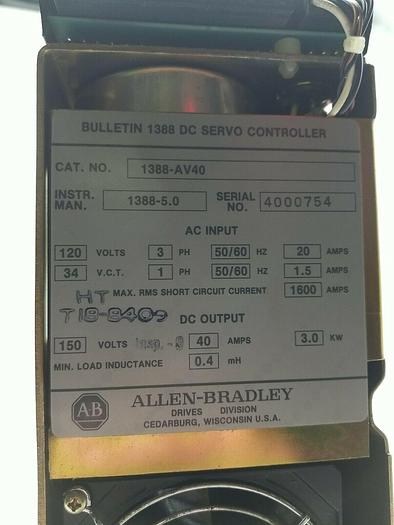 BULLETIN 1388 DC SERVO CONTROLLER
CAT. NO. 1388-AV40
INSTR. MAN. 1388-5.0 SERIAL NO. 4000754
AC INPUT
120 VOLTS 3 PH 50/60 HZ 20 AMPS
34 V.C.T. 1 PH 50/60 HZ 1.5 AMPS
HT MAX. RMS SHORT CIRCUIT CURRENT 1600 AMPS
T18-8409 DC OUTPUT
150 VOLTS 40 AMPS 3.0 KW
MIN. LOAD INDUCTANCE 0.4 mH
AB ALLEN-BRADLEY
DRIVES DIVISION
CEDARBURG, WISCONSIN U.S.A.